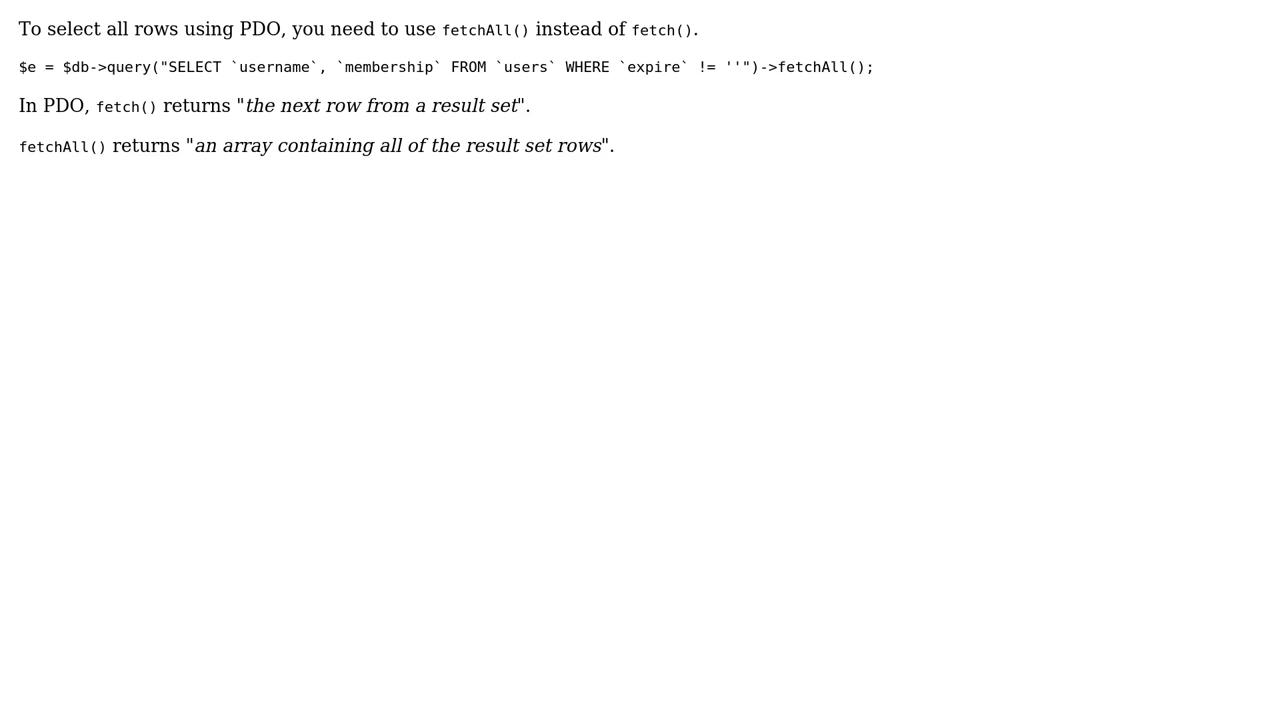 To select all rows using PDO, you need to use fetchAll() instead of fetch().
$e = $db->query("SELECT `username`, `membership` FROM `users` WHERE `expire` != ''")->fetchAll();
In PDO, fetch() returns "the next row from a result set".
fetchAll() returns "an array containing all of the result set rows".